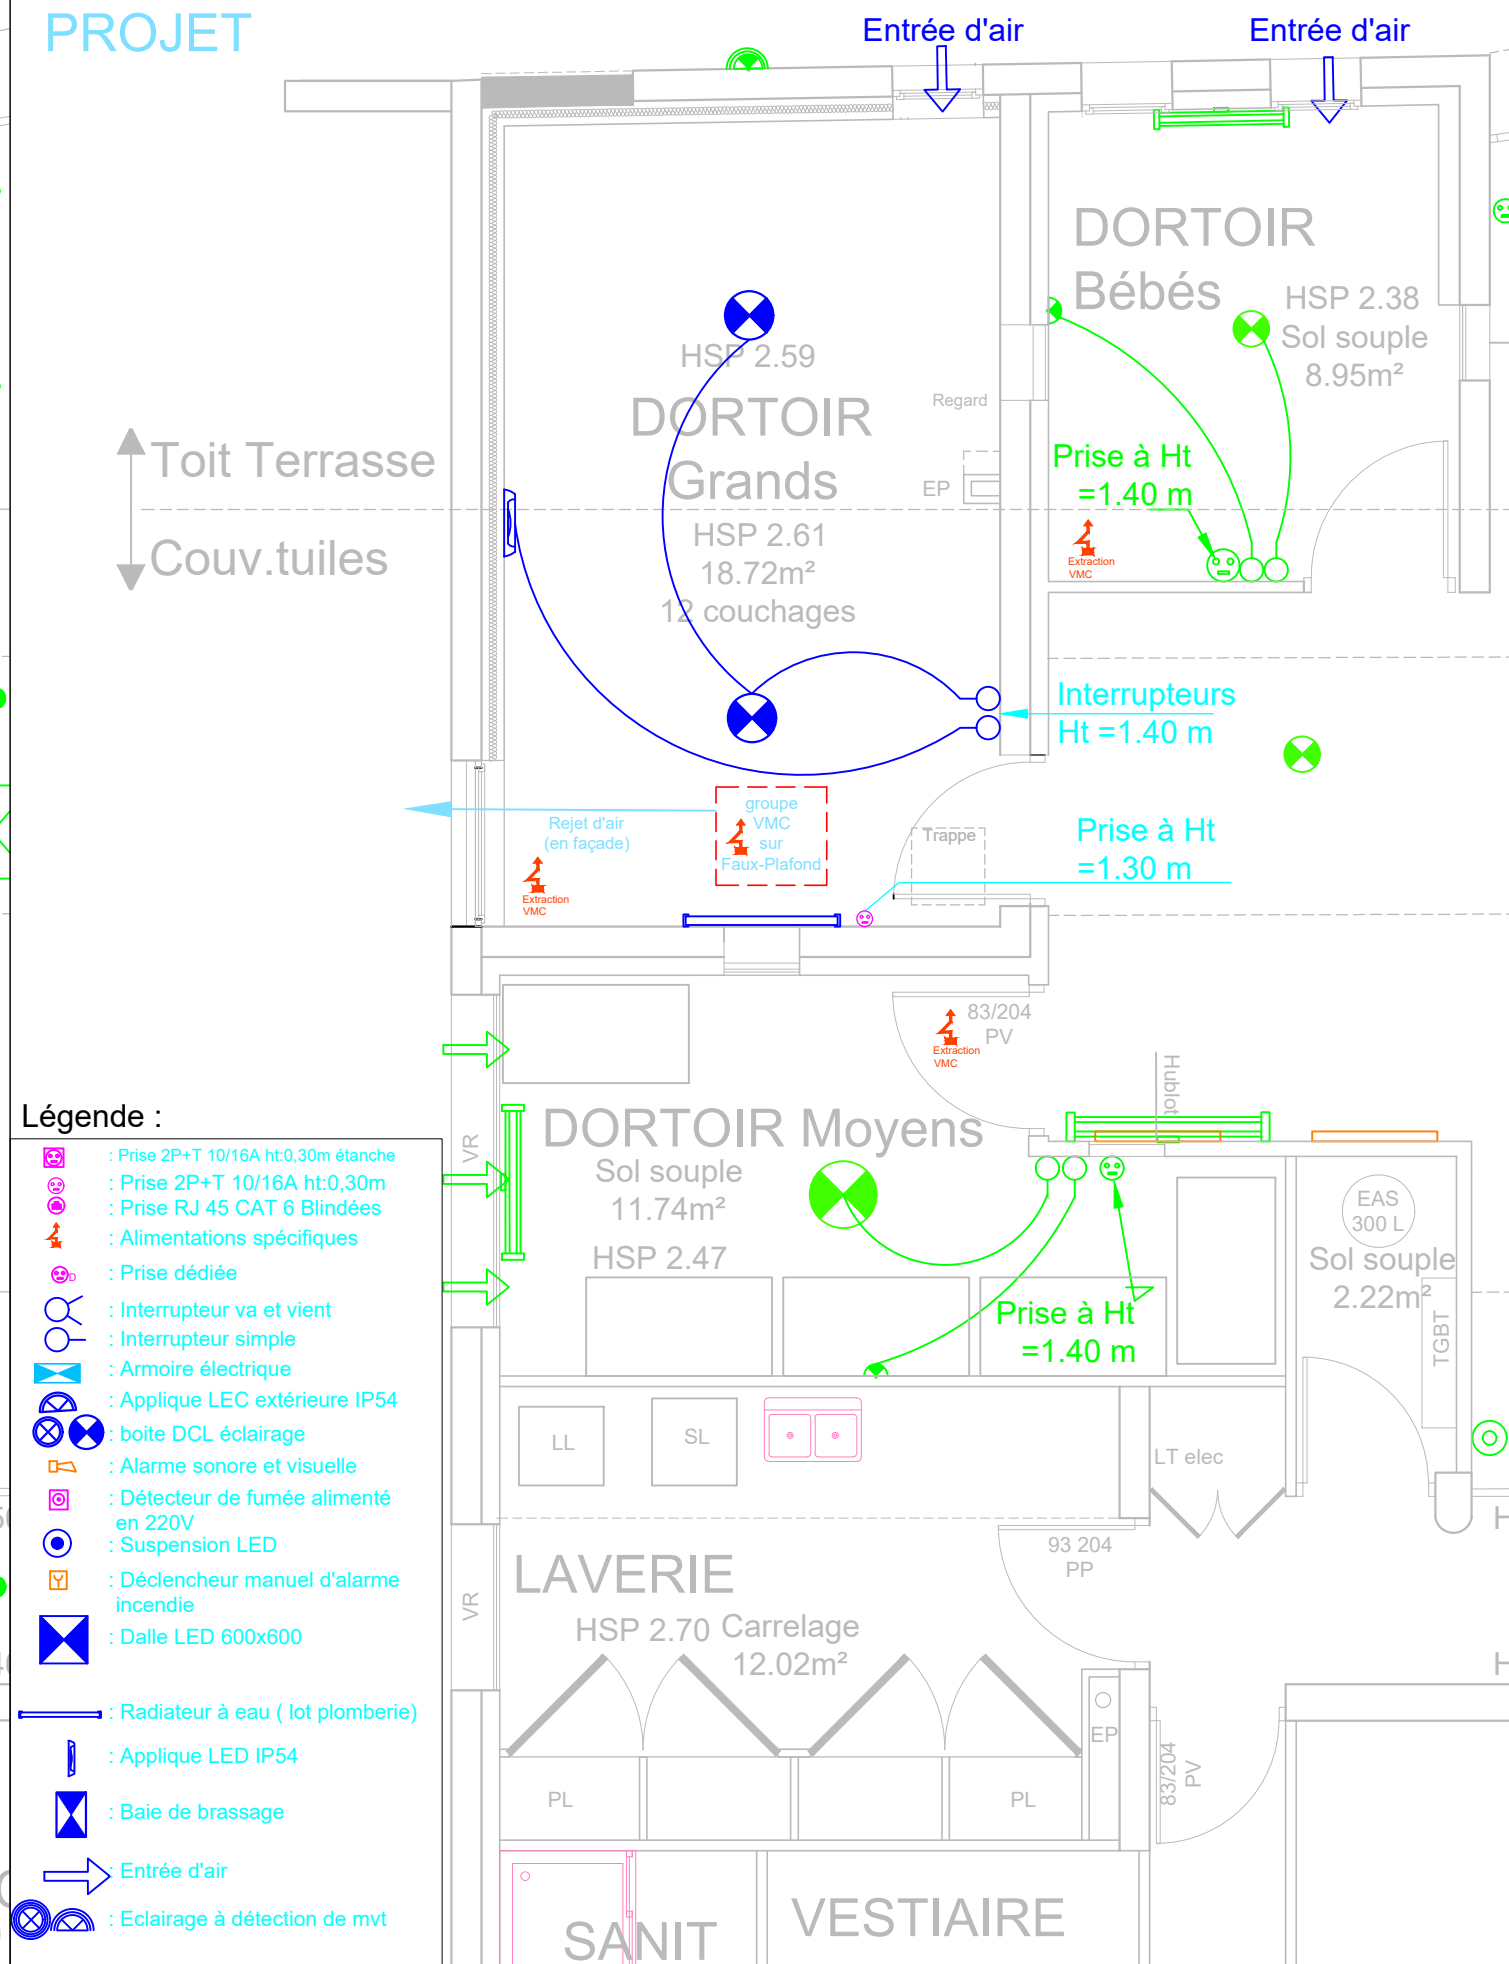 PROJET
Entrée d'air
Entrée d'air
DORTOIR
Bébés
HSP 2.38
Sol souple
8.95m²
HSP 2.59
DORTOIR
Grands
HSP 2.61
18.72m²
12 couchages
Regard
EP
Toit Terrasse
Couv.tuiles
Prise à Ht
=1.40 m
Extraction
VMC
Interrupteurs
Ht =1.40 m
groupe
VMC
sur
Faux-Plafond
Rejet d'air
(en façade)
Extraction
VMC
Trappe
Prise à Ht
=1.30 m
83/204
PV
Extraction
VMC
Hublot
DORTOIR Moyens
Sol souple
11.74m²
HSP 2.47
VR
EAS
300 L
Sol souple
2.22m²
TGBT
Prise à Ht
=1.40 m
LL
SL
LT elec
LAVERIE
HSP 2.70
Carrelage
12.02m²
93 204
PP
VR
EP
83/204
PV
PL
PL
SANIT
VESTIAIRE
Légende :
: Prise 2P+T 10/16A ht:0,30m étanche
: Prise 2P+T 10/16A ht:0,30m
: Prise RJ 45 CAT 6 Blindées
: Alimentations spécifiques
D
: Prise dédiée
: Interrupteur va et vient
: Interrupteur simple
: Armoire électrique
: Applique LEC extérieure IP54
: boite DCL éclairage
: Alarme sonore et visuelle
: Détecteur de fumée alimenté
en 220V
: Suspension LED
: Déclencheur manuel d'alarme
incendie
: Dalle LED 600x600
: Radiateur à eau ( lot plomberie)
: Applique LED IP54
: Baie de brassage
: Entrée d'air
: Eclairage à détection de mvt